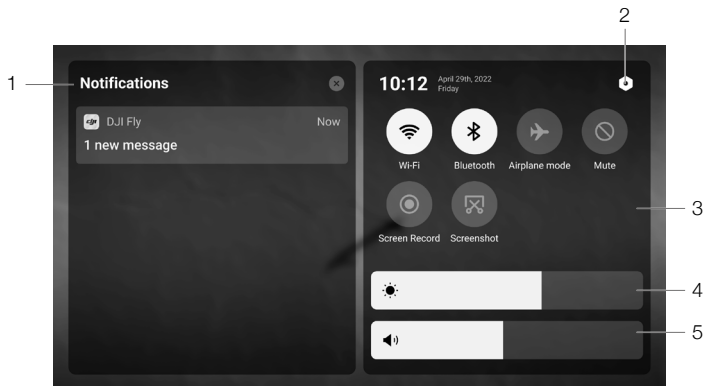 2
1
Notifications
10:12
April 29th, 2022
Friday
dji
DJI Fly
Now
1 new message
Wi-Fi
Bluetooth
Airplane mode
Mute
3
Screen Record
Screenshot
4
5